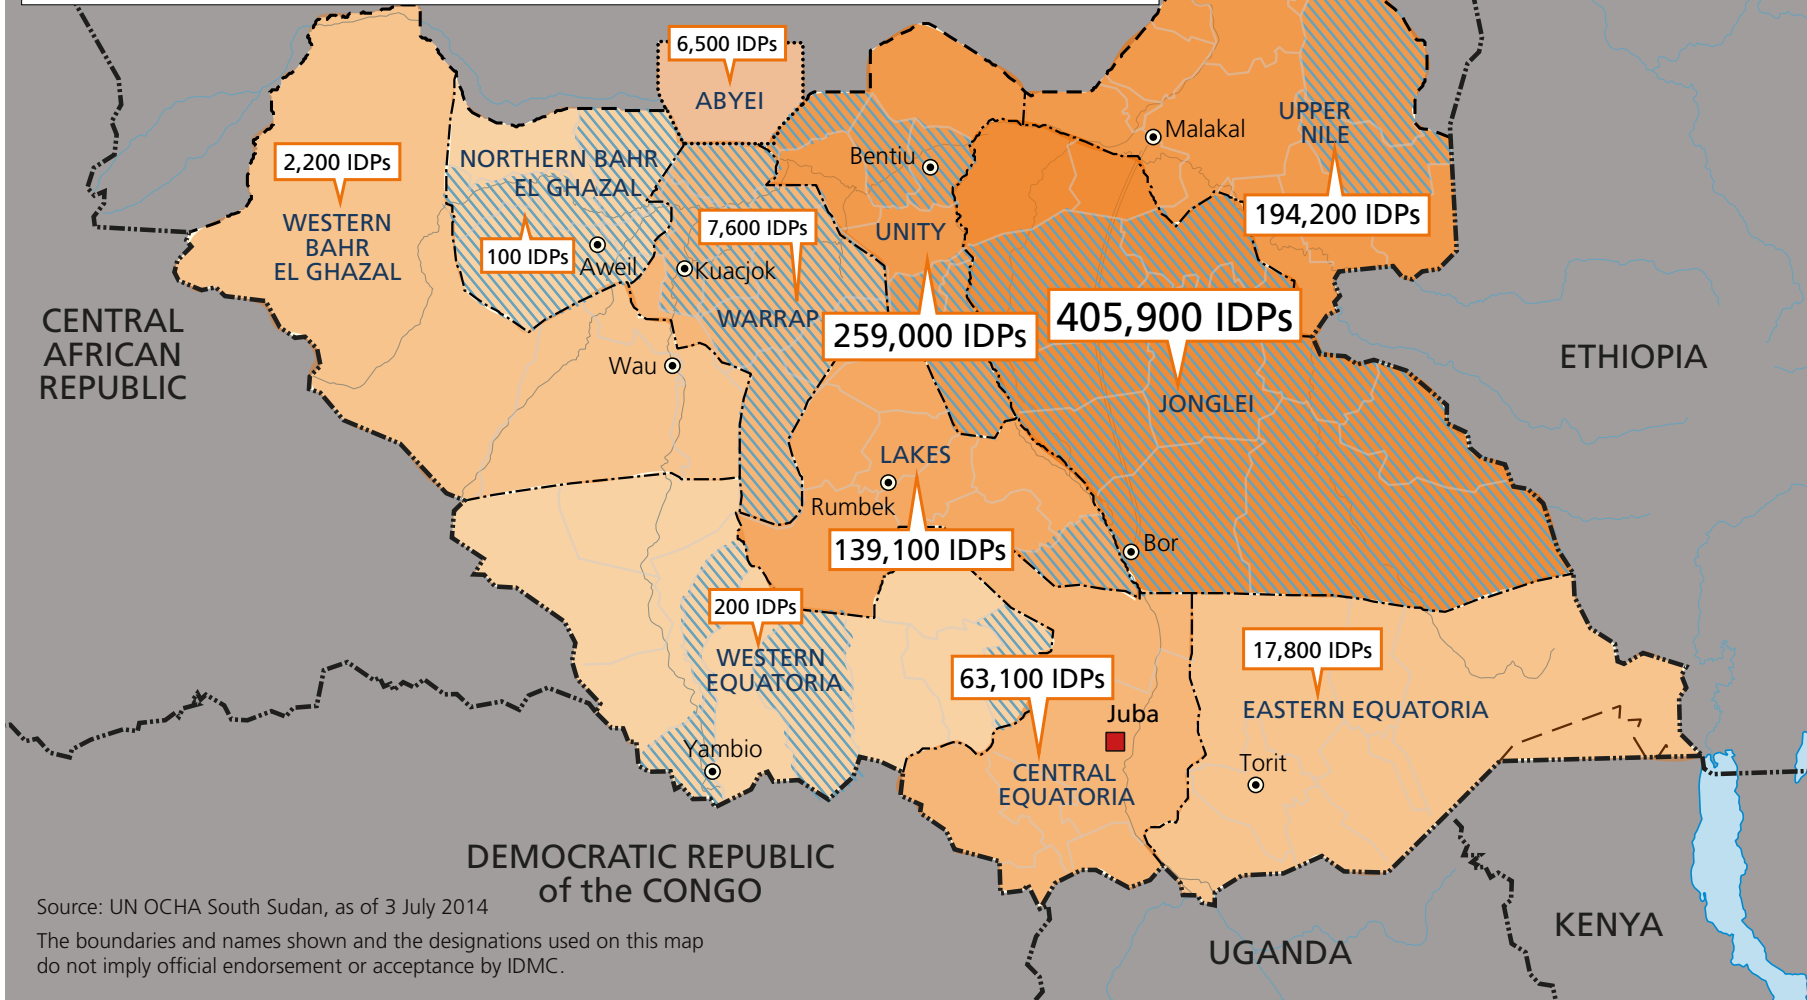 6,500 IDPs
ABYEI
2,200 IDPs
WESTERN
BAHR
EL GHAZAL
NORTHERN BAHR
EL GHAZAL
100 IDPs
Aweil
7,600 IDPs
Kuacjok
WARRAP
Bentiu
UNITY
259,000 IDPs
Malakal
UPPER
NILE
194,200 IDPs
405,900 IDPs
JONGLEI
CENTRAL
AFRICAN
REPUBLIC
ETHIOPIA
Wau
LAKES
Rumbek
139,100 IDPs
Bor
200 IDPs
WESTERN
EQUATORIA
Yambio
63,100 IDPs
Juba
CENTRAL
EQUATORIA
17,800 IDPs
EASTERN EQUATORIA
Torit
DEMOCRATIC REPUBLIC
of the CONGO
UGANDA
KENYA
Source: UN OCHA South Sudan, as of 3 July 2014
The boundaries and names shown and the designations used on this map
do not imply official endorsement or acceptance by IDMC.